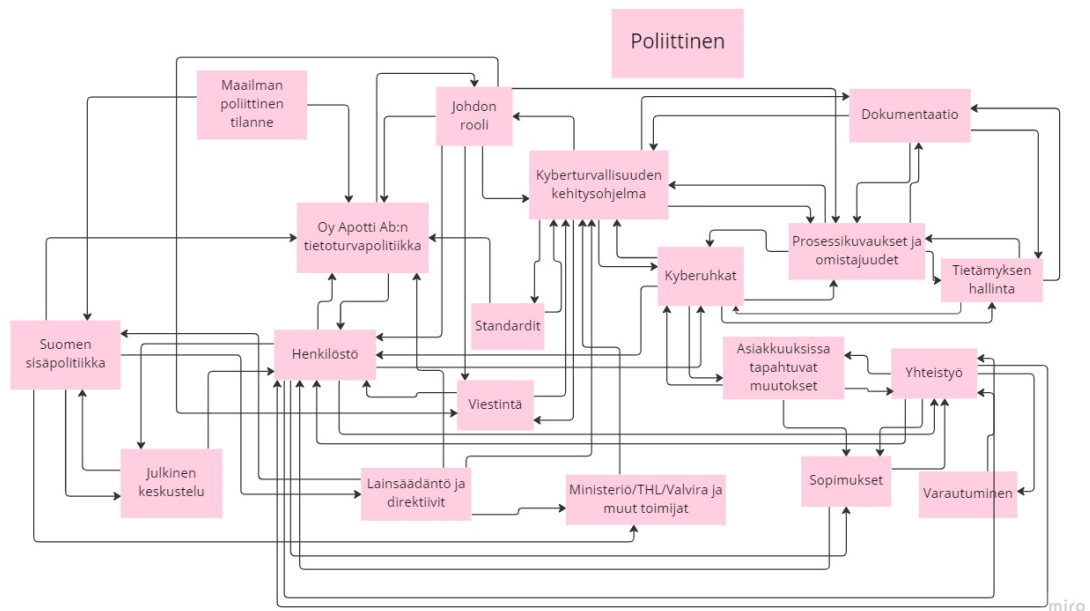 Poliittinen
Maailman
poliittinen
tilanne
Johdon
rooli
Dokumentaatio
Kyberturvallisuuden
kehitysohjelma
Oy Apotti Ab:n
tietoturvapolitiikka
Prosessikuvaukset ja
omistajuudet
Kyberuhkat
Tietämyksen
hallinta
Standardit
Suomen
sisäpolitiikka
Henkilöstö
Asiakkuuksissa
tapahtuvat
muutokset
Yhteistyö
Viestintä
Julkinen
keskustelu
Lainsäädäntö ja
direktiivit
Ministeriö/THL/Valvira ja
muut toimijat
Sopimukset
Varautuminen
miro